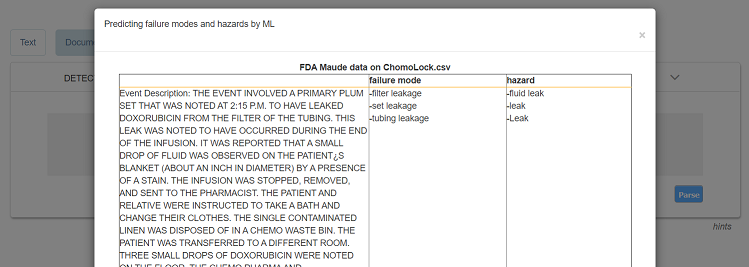 Predicting failure modes and hazards by ML
×
Text
Docume
DETEC
FDA Maude data on ChomoLock.csv
failure mode
hazard
Event Description: THE EVENT INVOLVED A PRIMARY PLUM
SET THAT WAS NOTED AT 2:15 P.M. TO HAVE LEAKED
DOXORUBICIN FROM THE FILTER OF THE TUBING. THIS
LEAK WAS NOTED TO HAVE OCCURRED DURING THE END
OF THE INFUSION. IT WAS REPORTED THAT A SMALL
DROP OF FLUID WAS OBSERVED ON THE PATIENT¿S
BLANKET (ABOUT AN INCH IN DIAMETER) BY A PRESENCE
OF A STAIN. THE INFUSION WAS STOPPED, REMOVED,
AND SENT TO THE PHARMACIST. THE PATIENT AND
RELATIVE WERE INSTRUCTED TO TAKE A BATH AND
CHANGE THEIR CLOTHES. THE SINGLE CONTAMINATED
LINEN WAS DISPOSED OF IN A CHEMO WASTE BIN. THE
PATIENT WAS TRANSFERRED TO A DIFFERENT ROOM.
THREE SMALL DROPS OF DOXORUBICIN WERE NOTED
ON THE FLOOR. THE CHEMO PHARMA AND
-filter leakage
-set leakage
-tubing leakage
-fluid leak
-leak
-Leak
Parse
hints